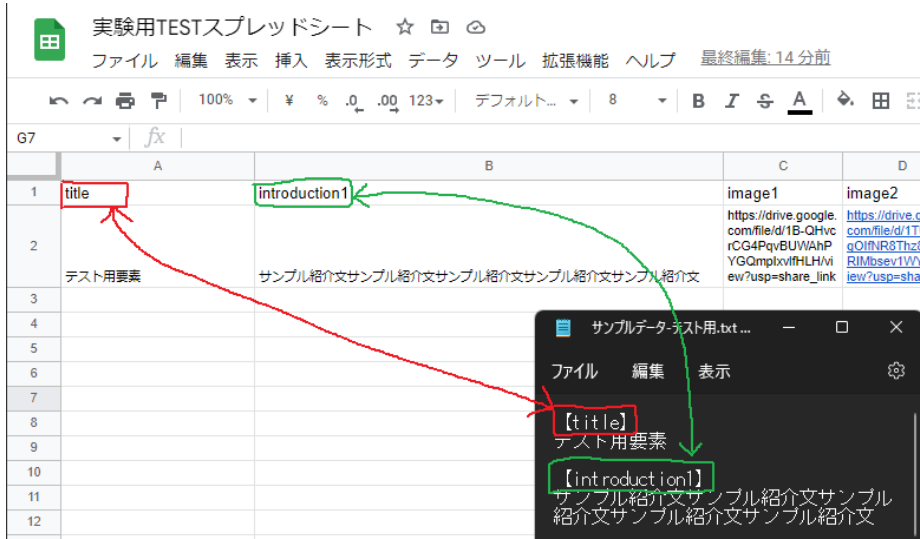 実験用TESTスプレッドシート
ファイル 編集 表示 挿入 表示形式 データ ツール 拡張機能 ヘルプ 最終編集: 14 分前
100% ¥ % .0 .00 123 デフォルト... 8 B I S A
G7 fx
A B C D
1 title introduction1 image1 image2
2 テスト用要素 サンプル紹介文サンプル紹介文サンプル紹介文サンプル紹介文サンプル紹介文
https://drive.google.
com/file/d/1B-QHvc
rCG4PqvBUWAhP
YGQmplxvlfHLH/vi
ew?usp=share_link
https://drive.g
com/file/d/1T
gOlfNR8Thz8
RIMbsev1WY
iew?usp=sha
3
4
5
6
7
8
9
10
11
12
サンプルデータ-テスト用.txt ...
ファイル 編集 表示
【title】
テスト用要素
【introduction1】
サンプル紹介文サンプル紹介文サンプル
紹介文サンプル紹介文サンプル紹介文